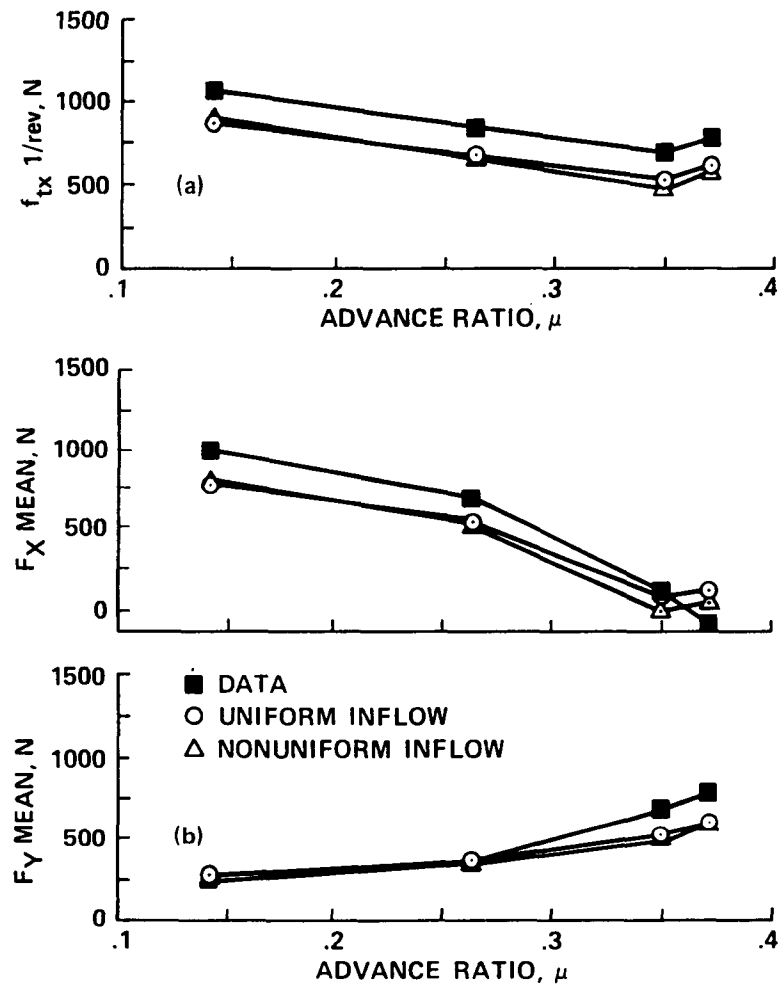 1500
1000
500
0
f_tx 1/rev, N
(a)
.1 .2 .3 .4
ADVANCE RATIO, μ
1500
1000
500
0
F_X MEAN, N
1500
1000
500
0
F_Y MEAN, N
DATA
UNIFORM INFLOW
NONUNIFORM INFLOW
(b)
.1 .2 .3 .4
ADVANCE RATIO, μ